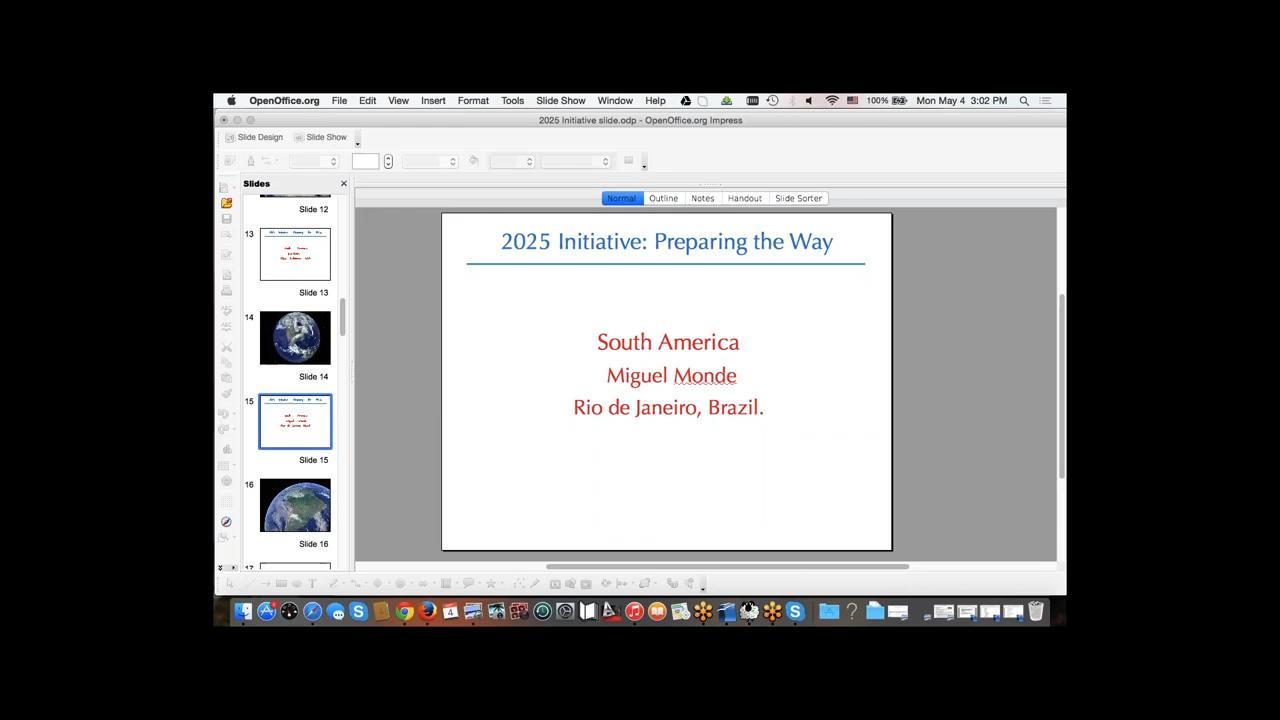 OpenOffice.org File Edit View Insert Format Tools Slide Show Window Help 100% Mon May 4 3:02 PM
2025 Initiative slide.odp - OpenOffice.org Impress
Slide Design Slide Show
Slides
Normal Outline Notes Handout Slide Sorter
Slide 12
13
Slide 13
14
Slide 14
15
Slide 15
16
Slide 16
17
2025 Initiative: Preparing the Way
South America
Miguel Monde
Rio de Janeiro, Brazil.